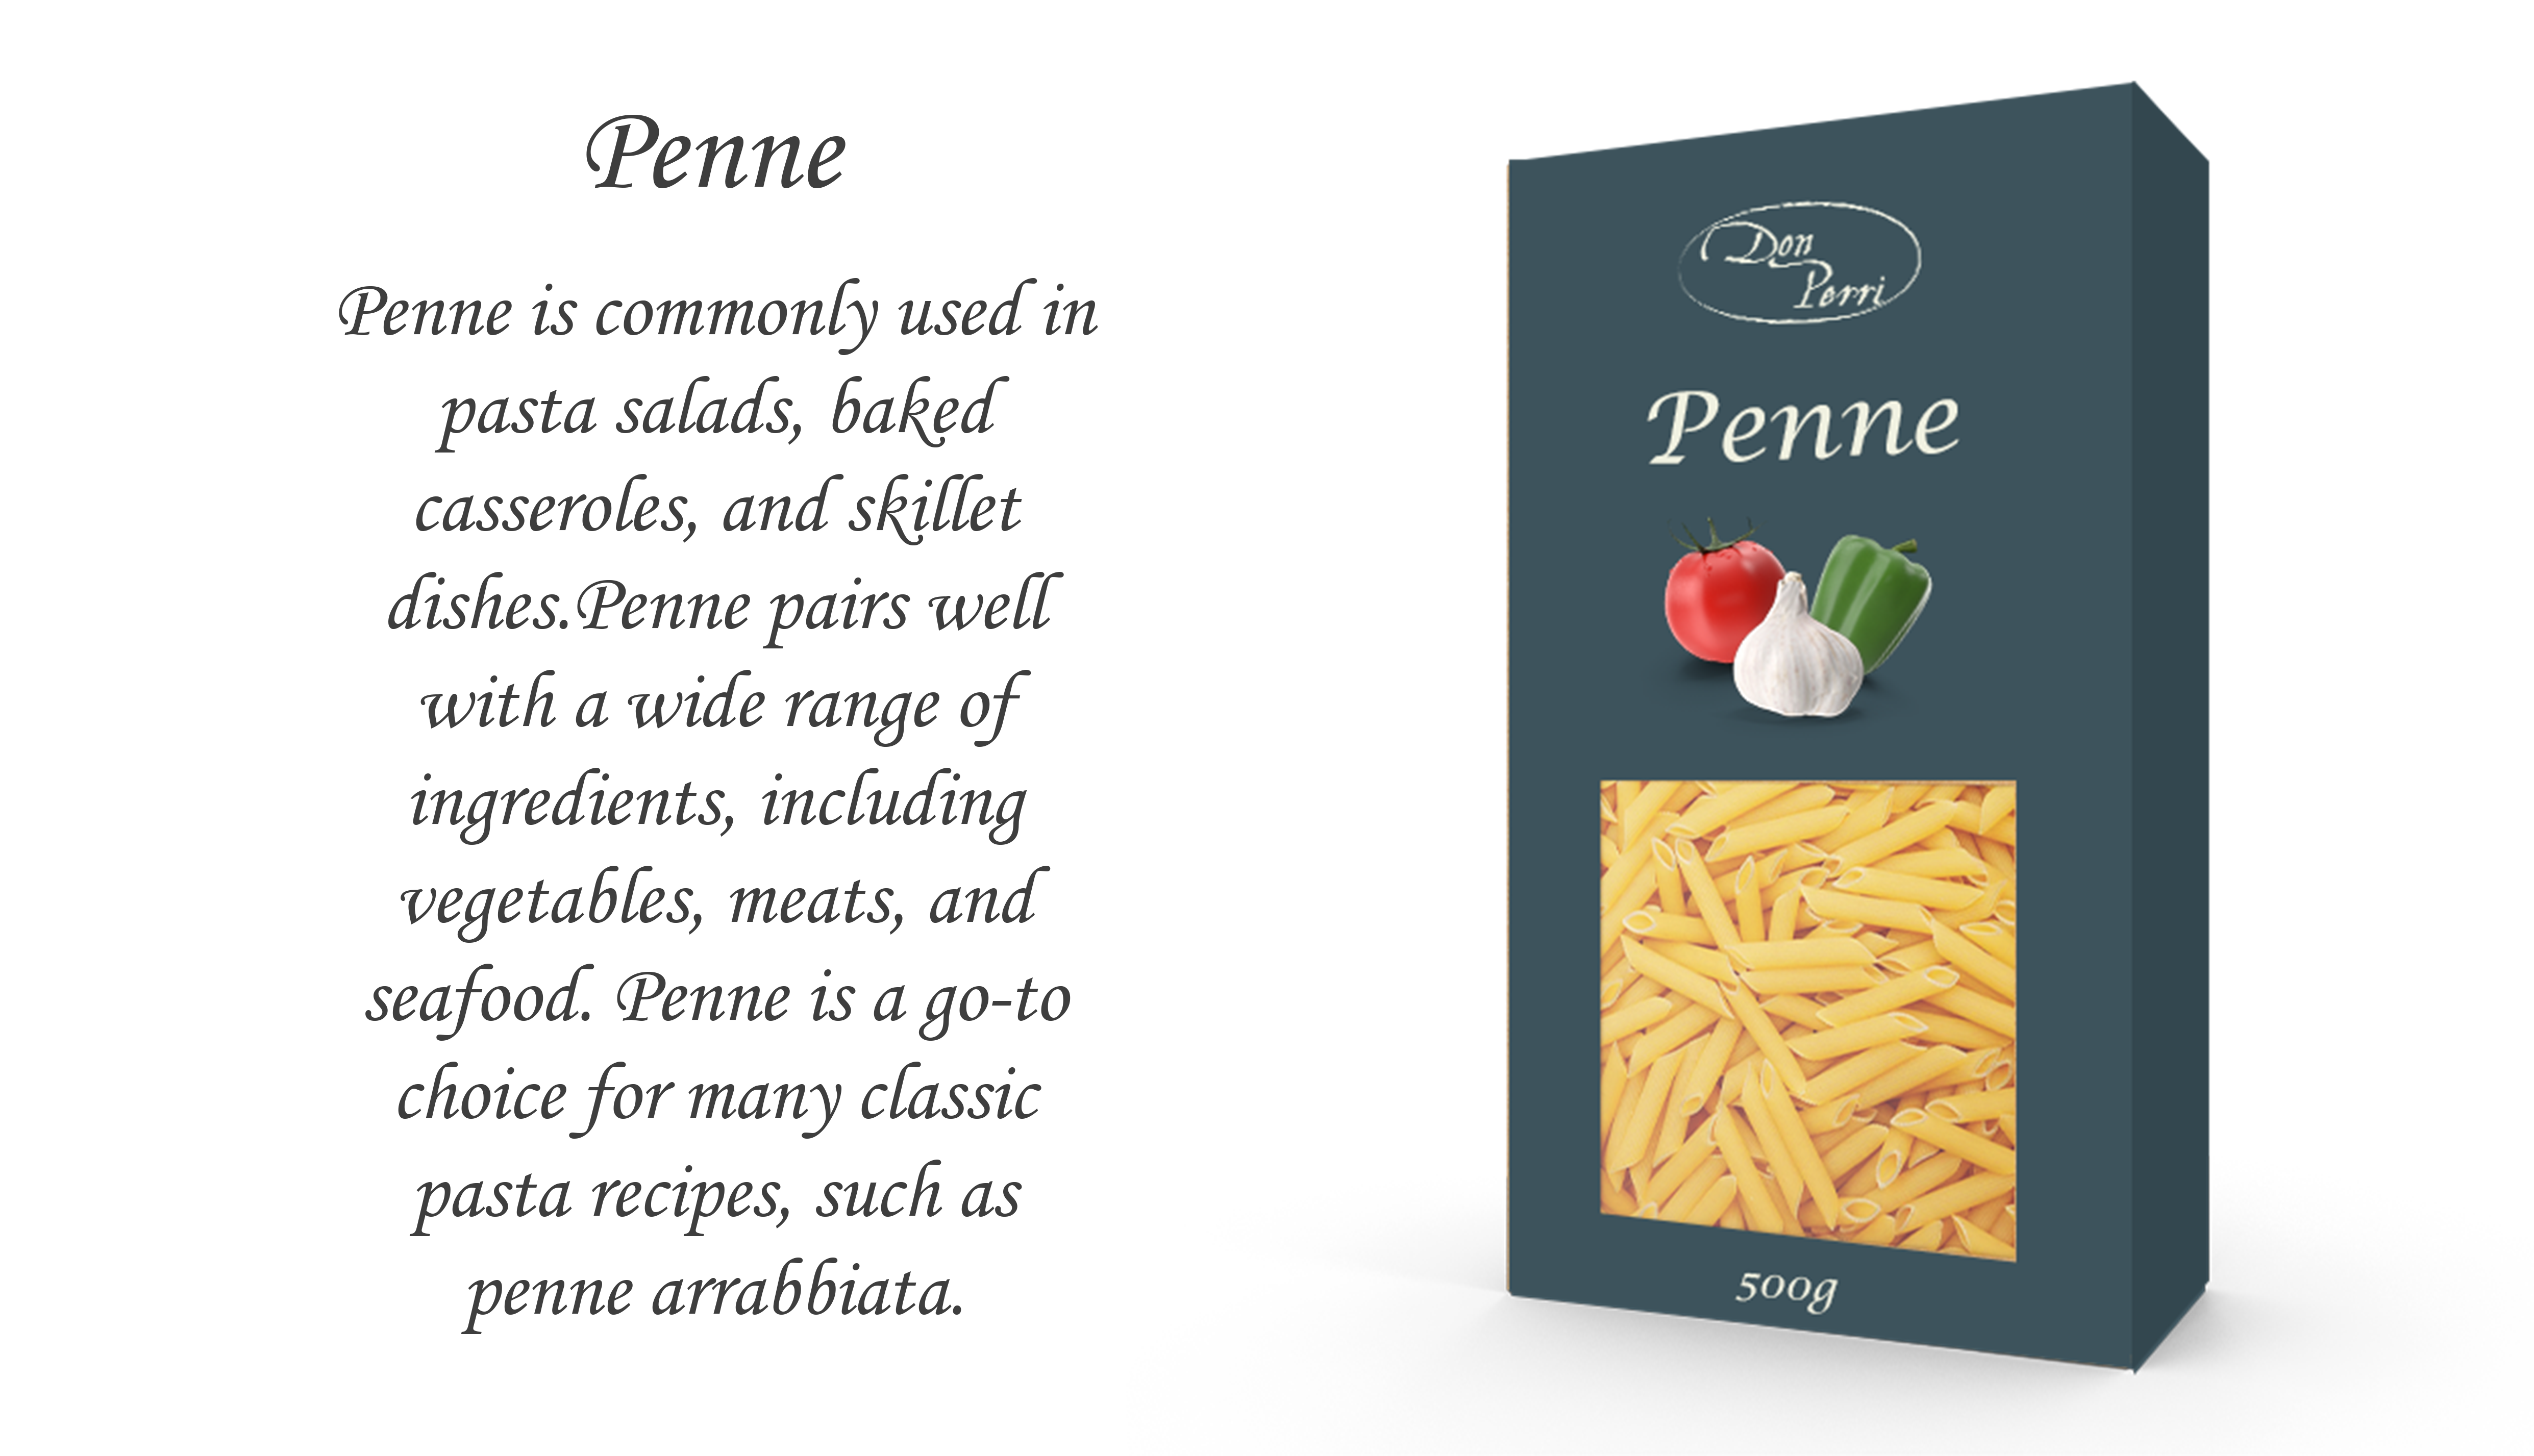 Penne
Penne is commonly used in
pasta salads, baked
casseroles, and skillet
dishes.Penne pairs well
with a wide range of
ingredients, including
vegetables, meats, and
seafood. Penne is a go-to
choice for many classic
pasta recipes, such as
penne arrabbiata.
Don
Perri
Penne
500g